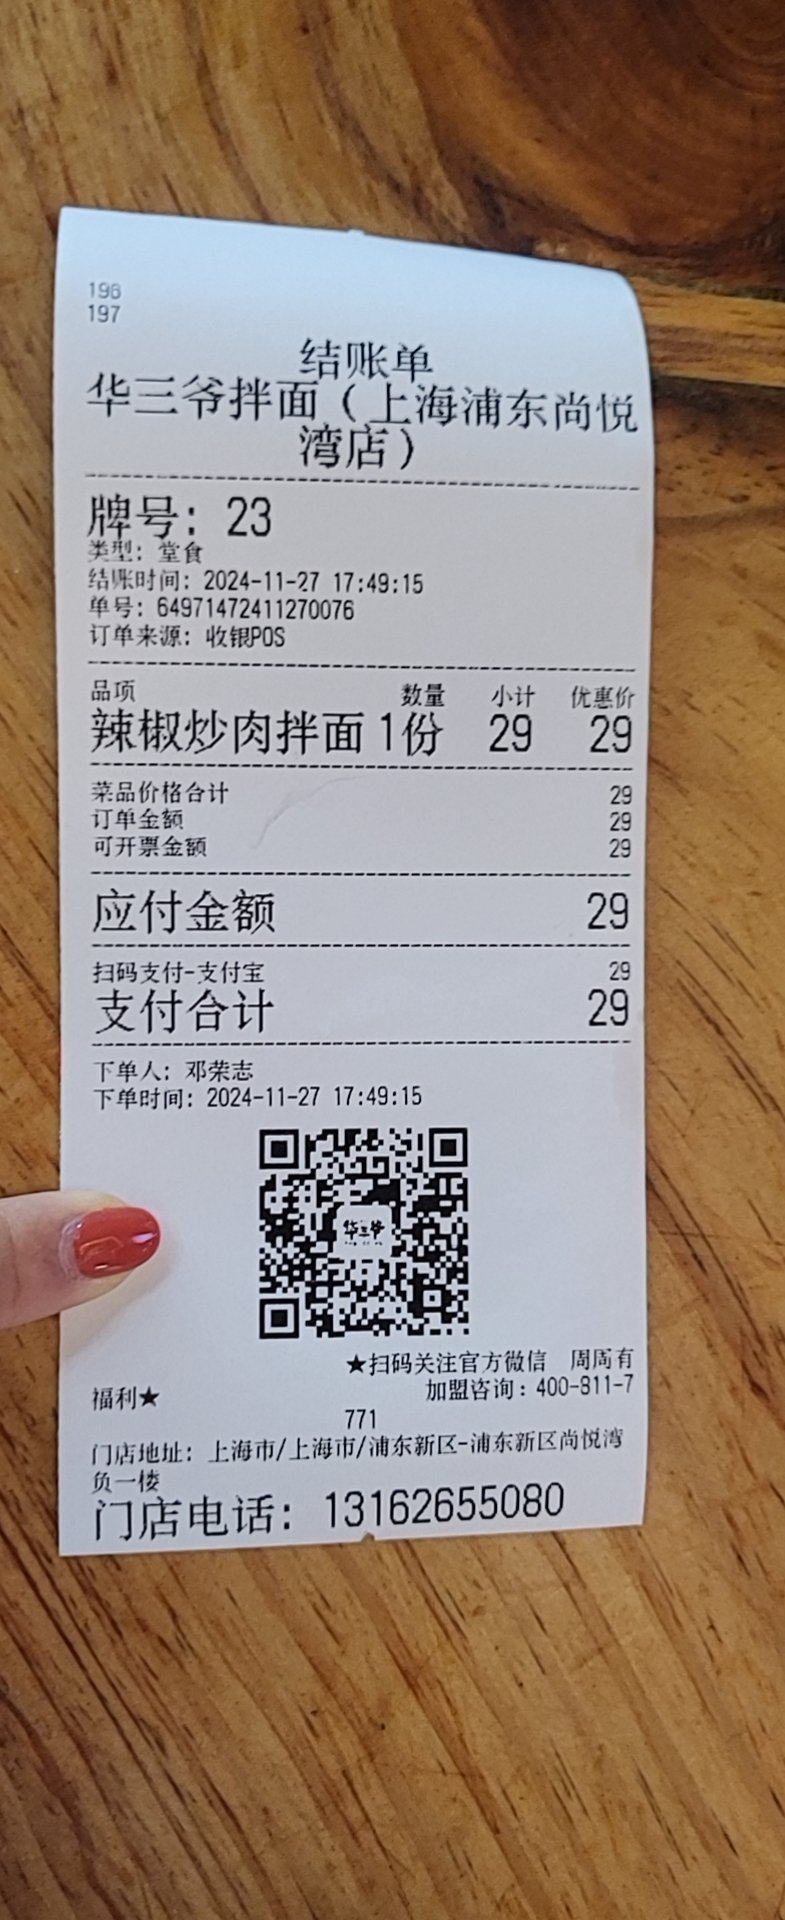 196
197
结账单
华三爷拌面（上海浦东尚悦
湾店）
牌号：23
类型：堂食
结账时间：2024-11-27 17:49:15
单号：64971472411270076
订单来源：收银POS
品项 数量 小计 优惠价
辣椒炒肉拌面 1份 29 29
菜品价格合计 29
订单金额 29
可开票金额 29
应付金额 29
扫码支付-支付宝 29
支付合计 29
下单人：邓荣志
下单时间：2024-11-27 17:49:15
华三爷
★扫码关注官方微信 周周有
福利★ 加盟咨询：400-811-7
771
门店地址：上海市/上海市/浦东新区-浦东新区尚悦湾
负一楼
门店电话：13162655080